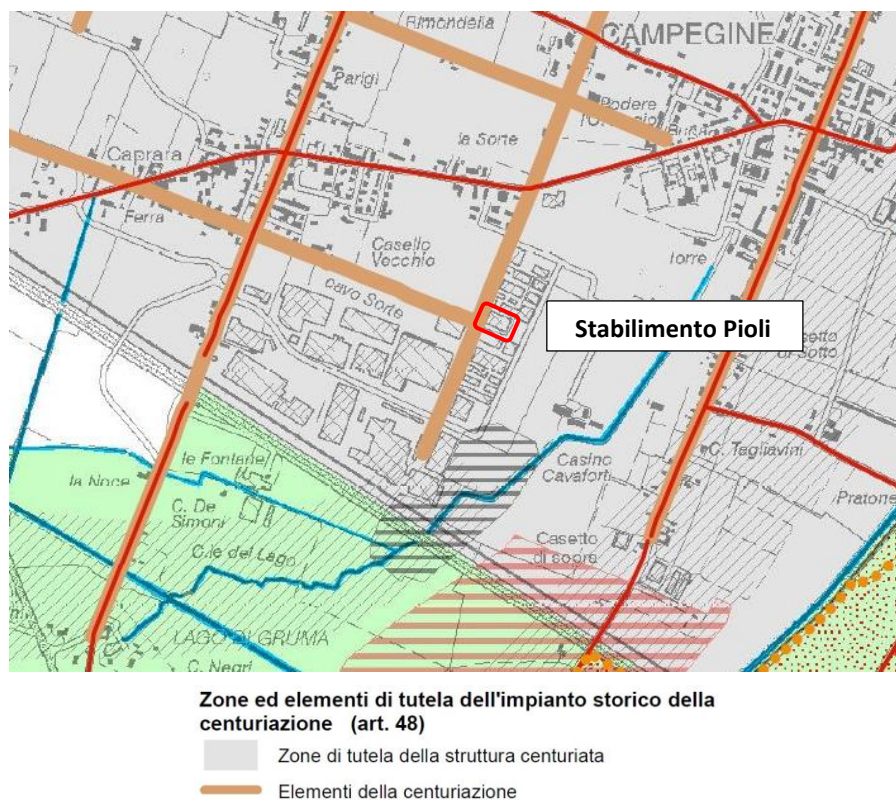 Rimondella
CAMPEGINE
Parigi
Podere
la Sorte
Caprara
Ferra
Casello
Vecchio
Torre
cavo Sorte
Stabilimento Pioli
di Sotto
le Fontane
C. Tagliavini
la Noce
Casino
Cavaforti
Pratone
C. De
Simoni
Casetto
di sopra
C.le del Lago
LAGO DI GRUMA
C. Negri
Zone ed elementi di tutela dell'impianto storico della
centuriazione (art. 48)
Zone di tutela della struttura centuriata
Elementi della centuriazione